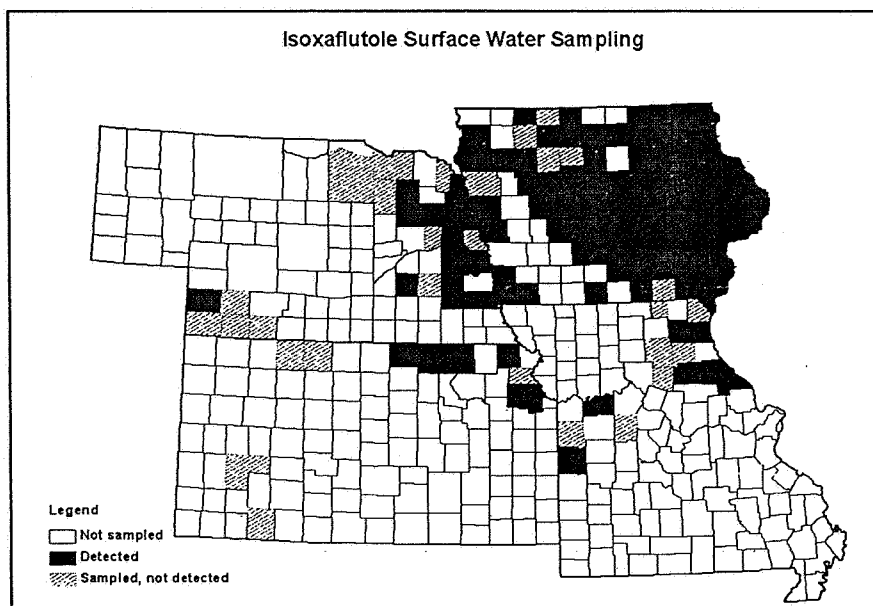 Isoxaflutole Surface Water Sampling
Legend
Not sampled
Detected
Sampled, not detected